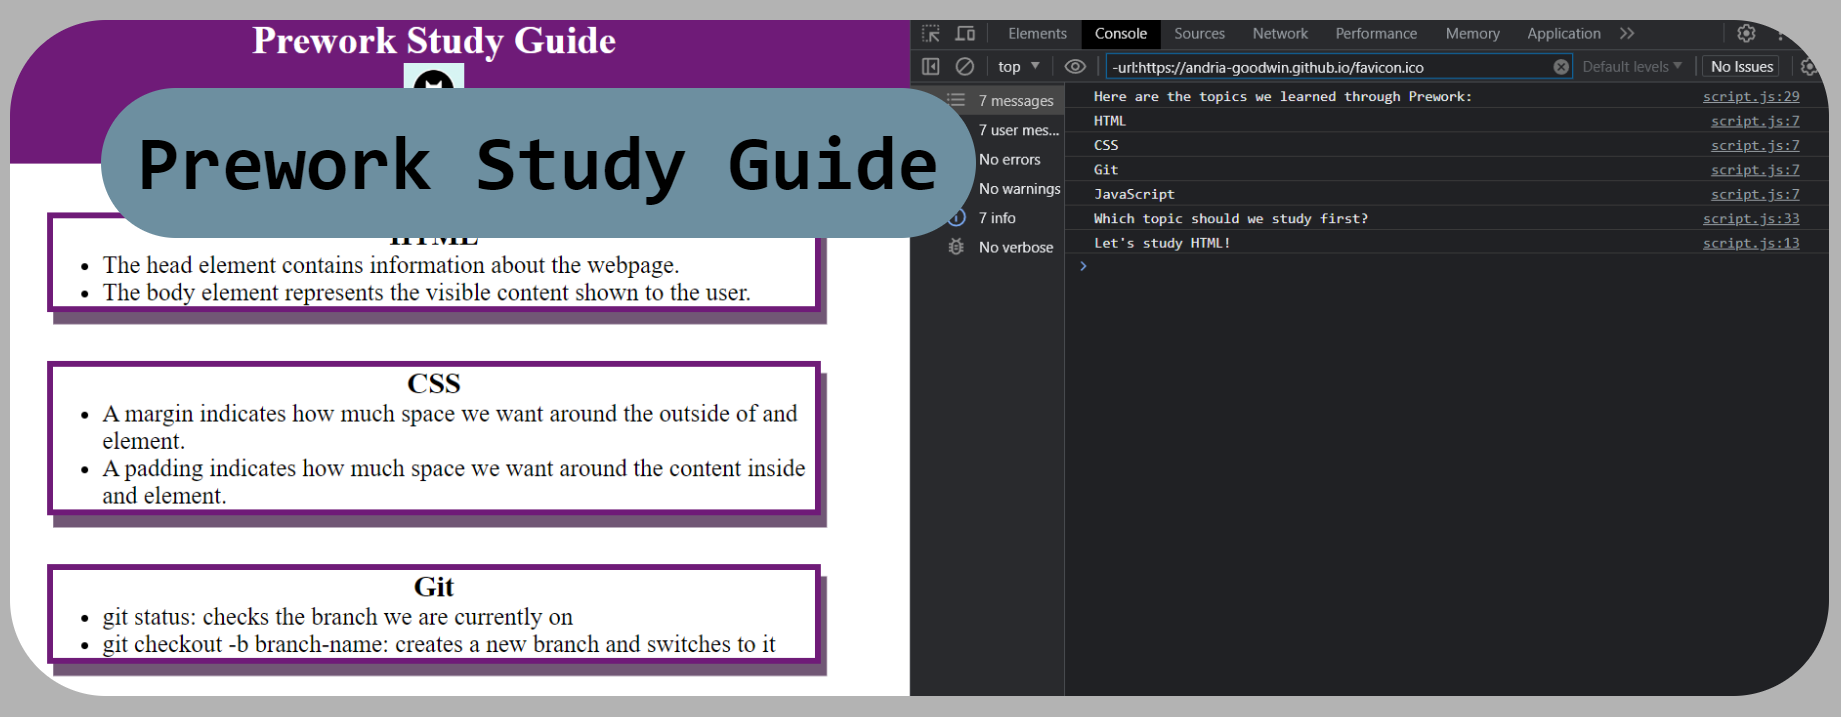 Prework Study Guide
Prework Study Guide
HTML
• The head element contains information about the webpage.
• The body element represents the visible content shown to the user.
CSS
• A margin indicates how much space we want around the outside of and
element.
• A padding indicates how much space we want around the content inside
and element.
Git
• git status: checks the branch we are currently on
• git checkout -b branch-name: creates a new branch and switches to it
Elements Console Sources Network Performance Memory Application
top -url:https://andria-goodwin.github.io/favicon.ico Default levels No Issues
7 messages
7 user mes...
No errors
No warnings
7 info
No verbose
Here are the topics we learned through Prework: script.js:29
HTML script.js:7
CSS script.js:7
Git script.js:7
JavaScript script.js:7
Which topic should we study first? script.js:33
Let's study HTML! script.js:13